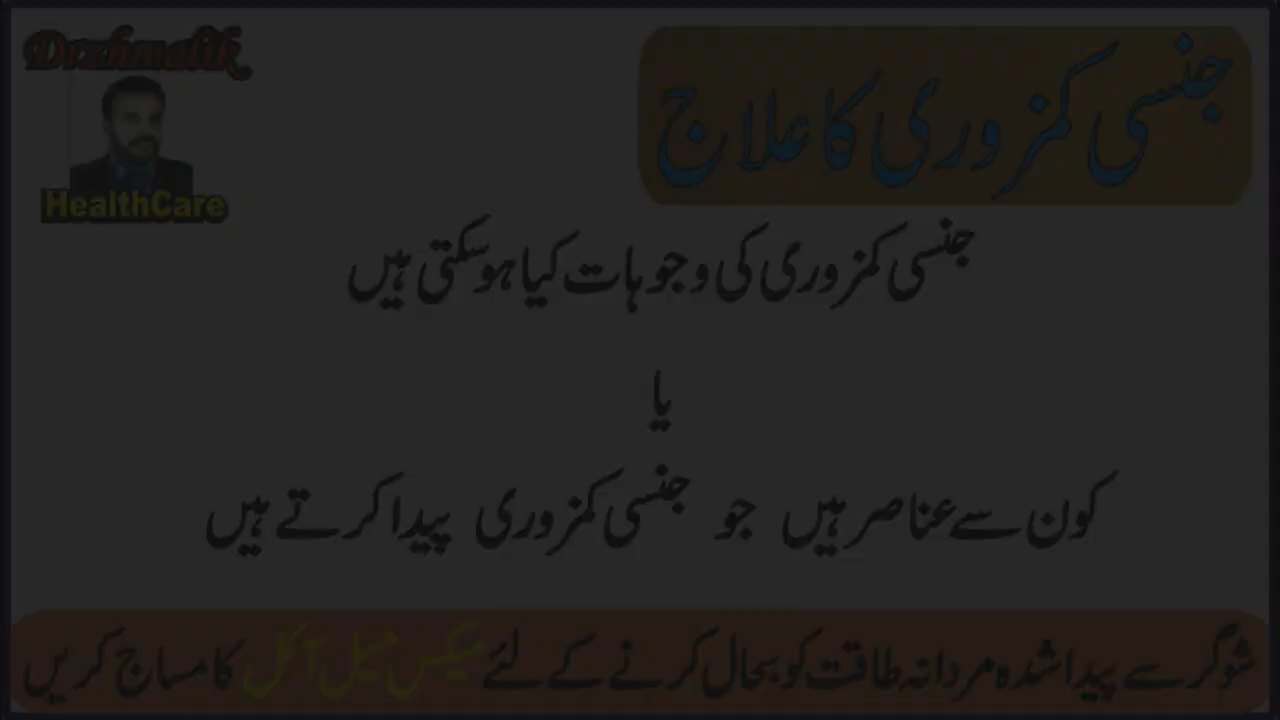 Drzhmalik
HealthCare
جنسی کمزوری کا علاج
جنسی کمزوری کی وجوہات کیا ہو سکتی ہیں
یا
کون سے عناصر ہیں جو جنسی کمزوری پیدا کرتے ہیں
شوگر سے پیدا شدہ مردانہ طاقت کو بحال کرنے کے لئے میکس میل آئل کا مساج کریں